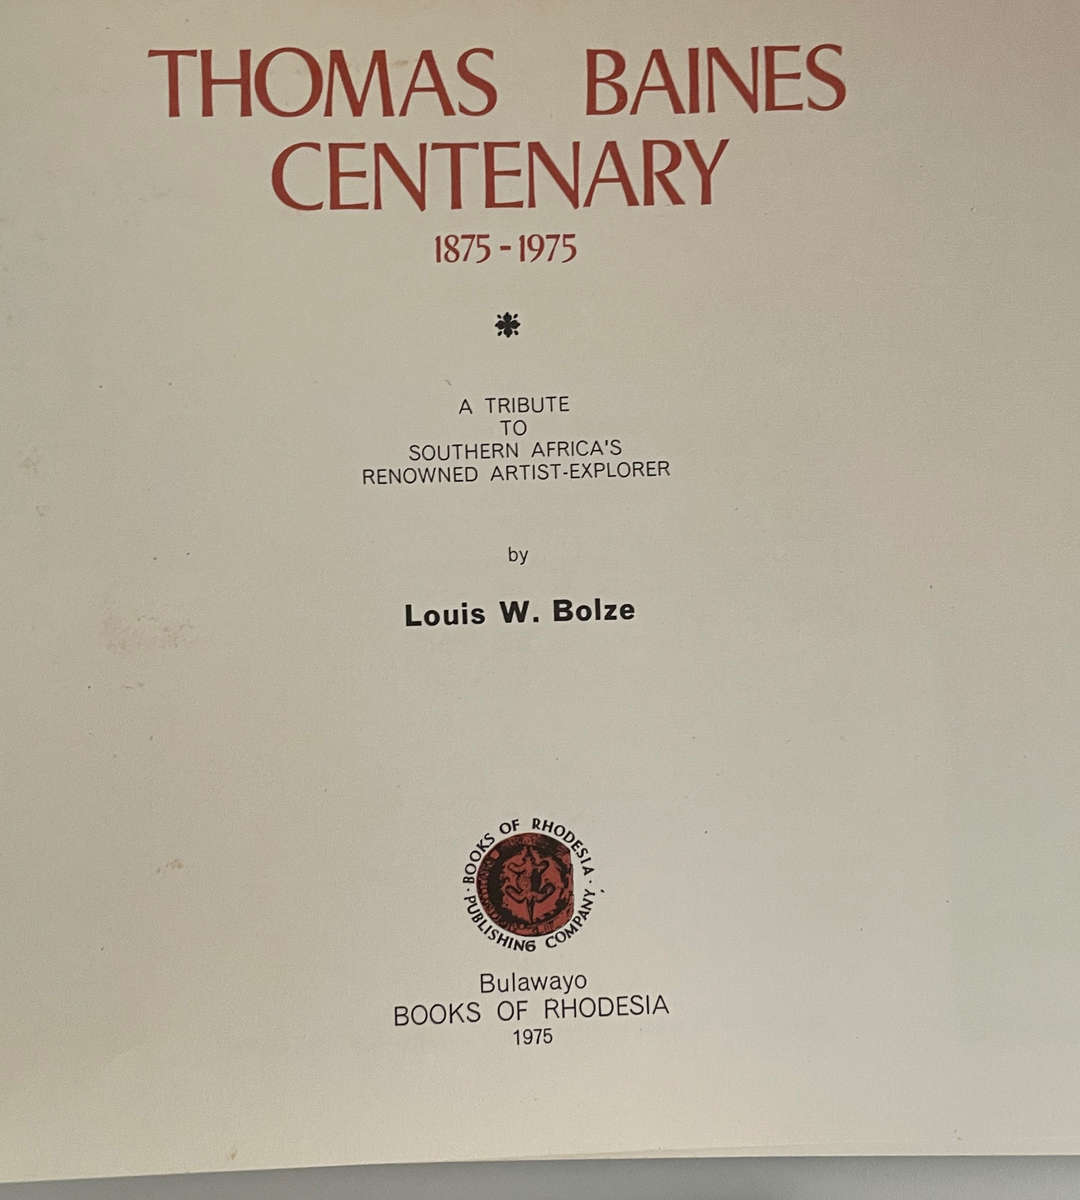 THOMAS BAINES
CENTENARY
1875 - 1975
A TRIBUTE
TO
SOUTHERN AFRICA'S
RENOWNED ARTIST-EXPLORER
by
Louis W. Bolze
· BOOKS OF RHODESIA ·
PUBLISHING COMPANY
Bulawayo
BOOKS OF RHODESIA
1975